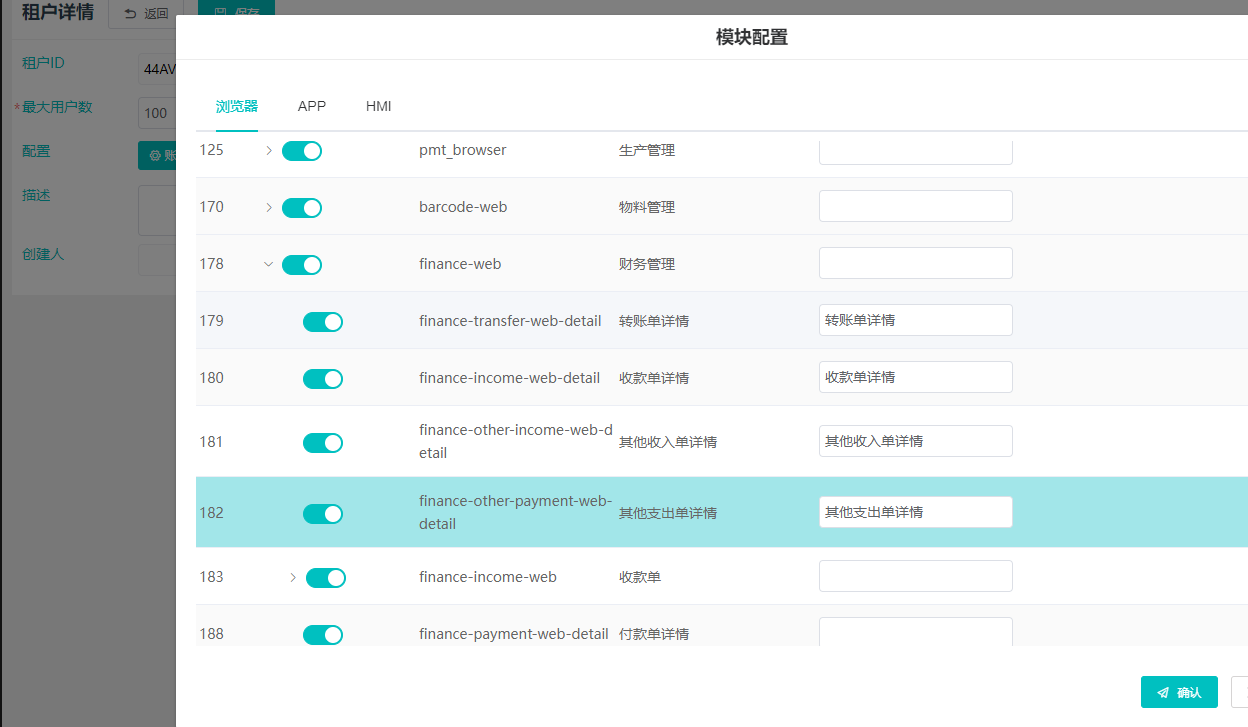 租户详情 返回 保存
模块配置
租户ID 44AV
*最大用户数 100
配置 账
描述
创建人
浏览器 APP HMI
125 pmt_browser 生产管理
170 barcode-web 物料管理
178 finance-web 财务管理
179 finance-transfer-web-detail 转账单详情 转账单详情
180 finance-income-web-detail 收款单详情 收款单详情
181 finance-other-income-web-d
etail 其他收入单详情 其他收入单详情
182 finance-other-payment-web-
detail 其他支出单详情 其他支出单详情
183 finance-income-web 收款单
188 finance-payment-web-detail 付款单详情
确认